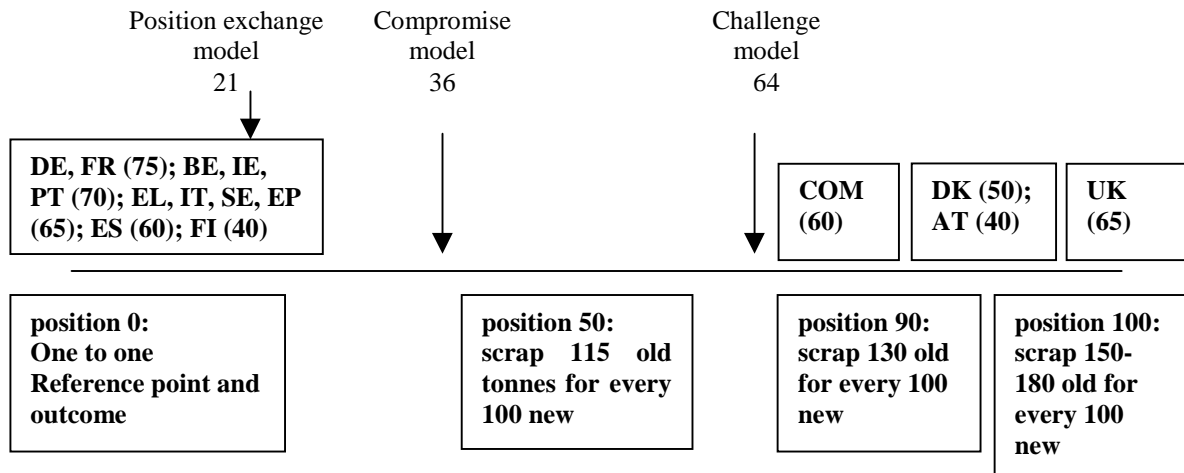 Position exchange
model
21
Compromise
model
36
Challenge
model
64
DE, FR (75); BE, IE,
PT (70); EL, IT, SE, EP
(65); ES (60); FI (40)
COM
(60)
DK (50);
AT (40)
UK
(65)
position 0:
One to one
Reference point and
outcome
position 50:
scrap 115 old
tonnes for every
100 new
position 90:
scrap 130 old
for every 100
new
position 100:
scrap 150-
180 old for
every 100
new